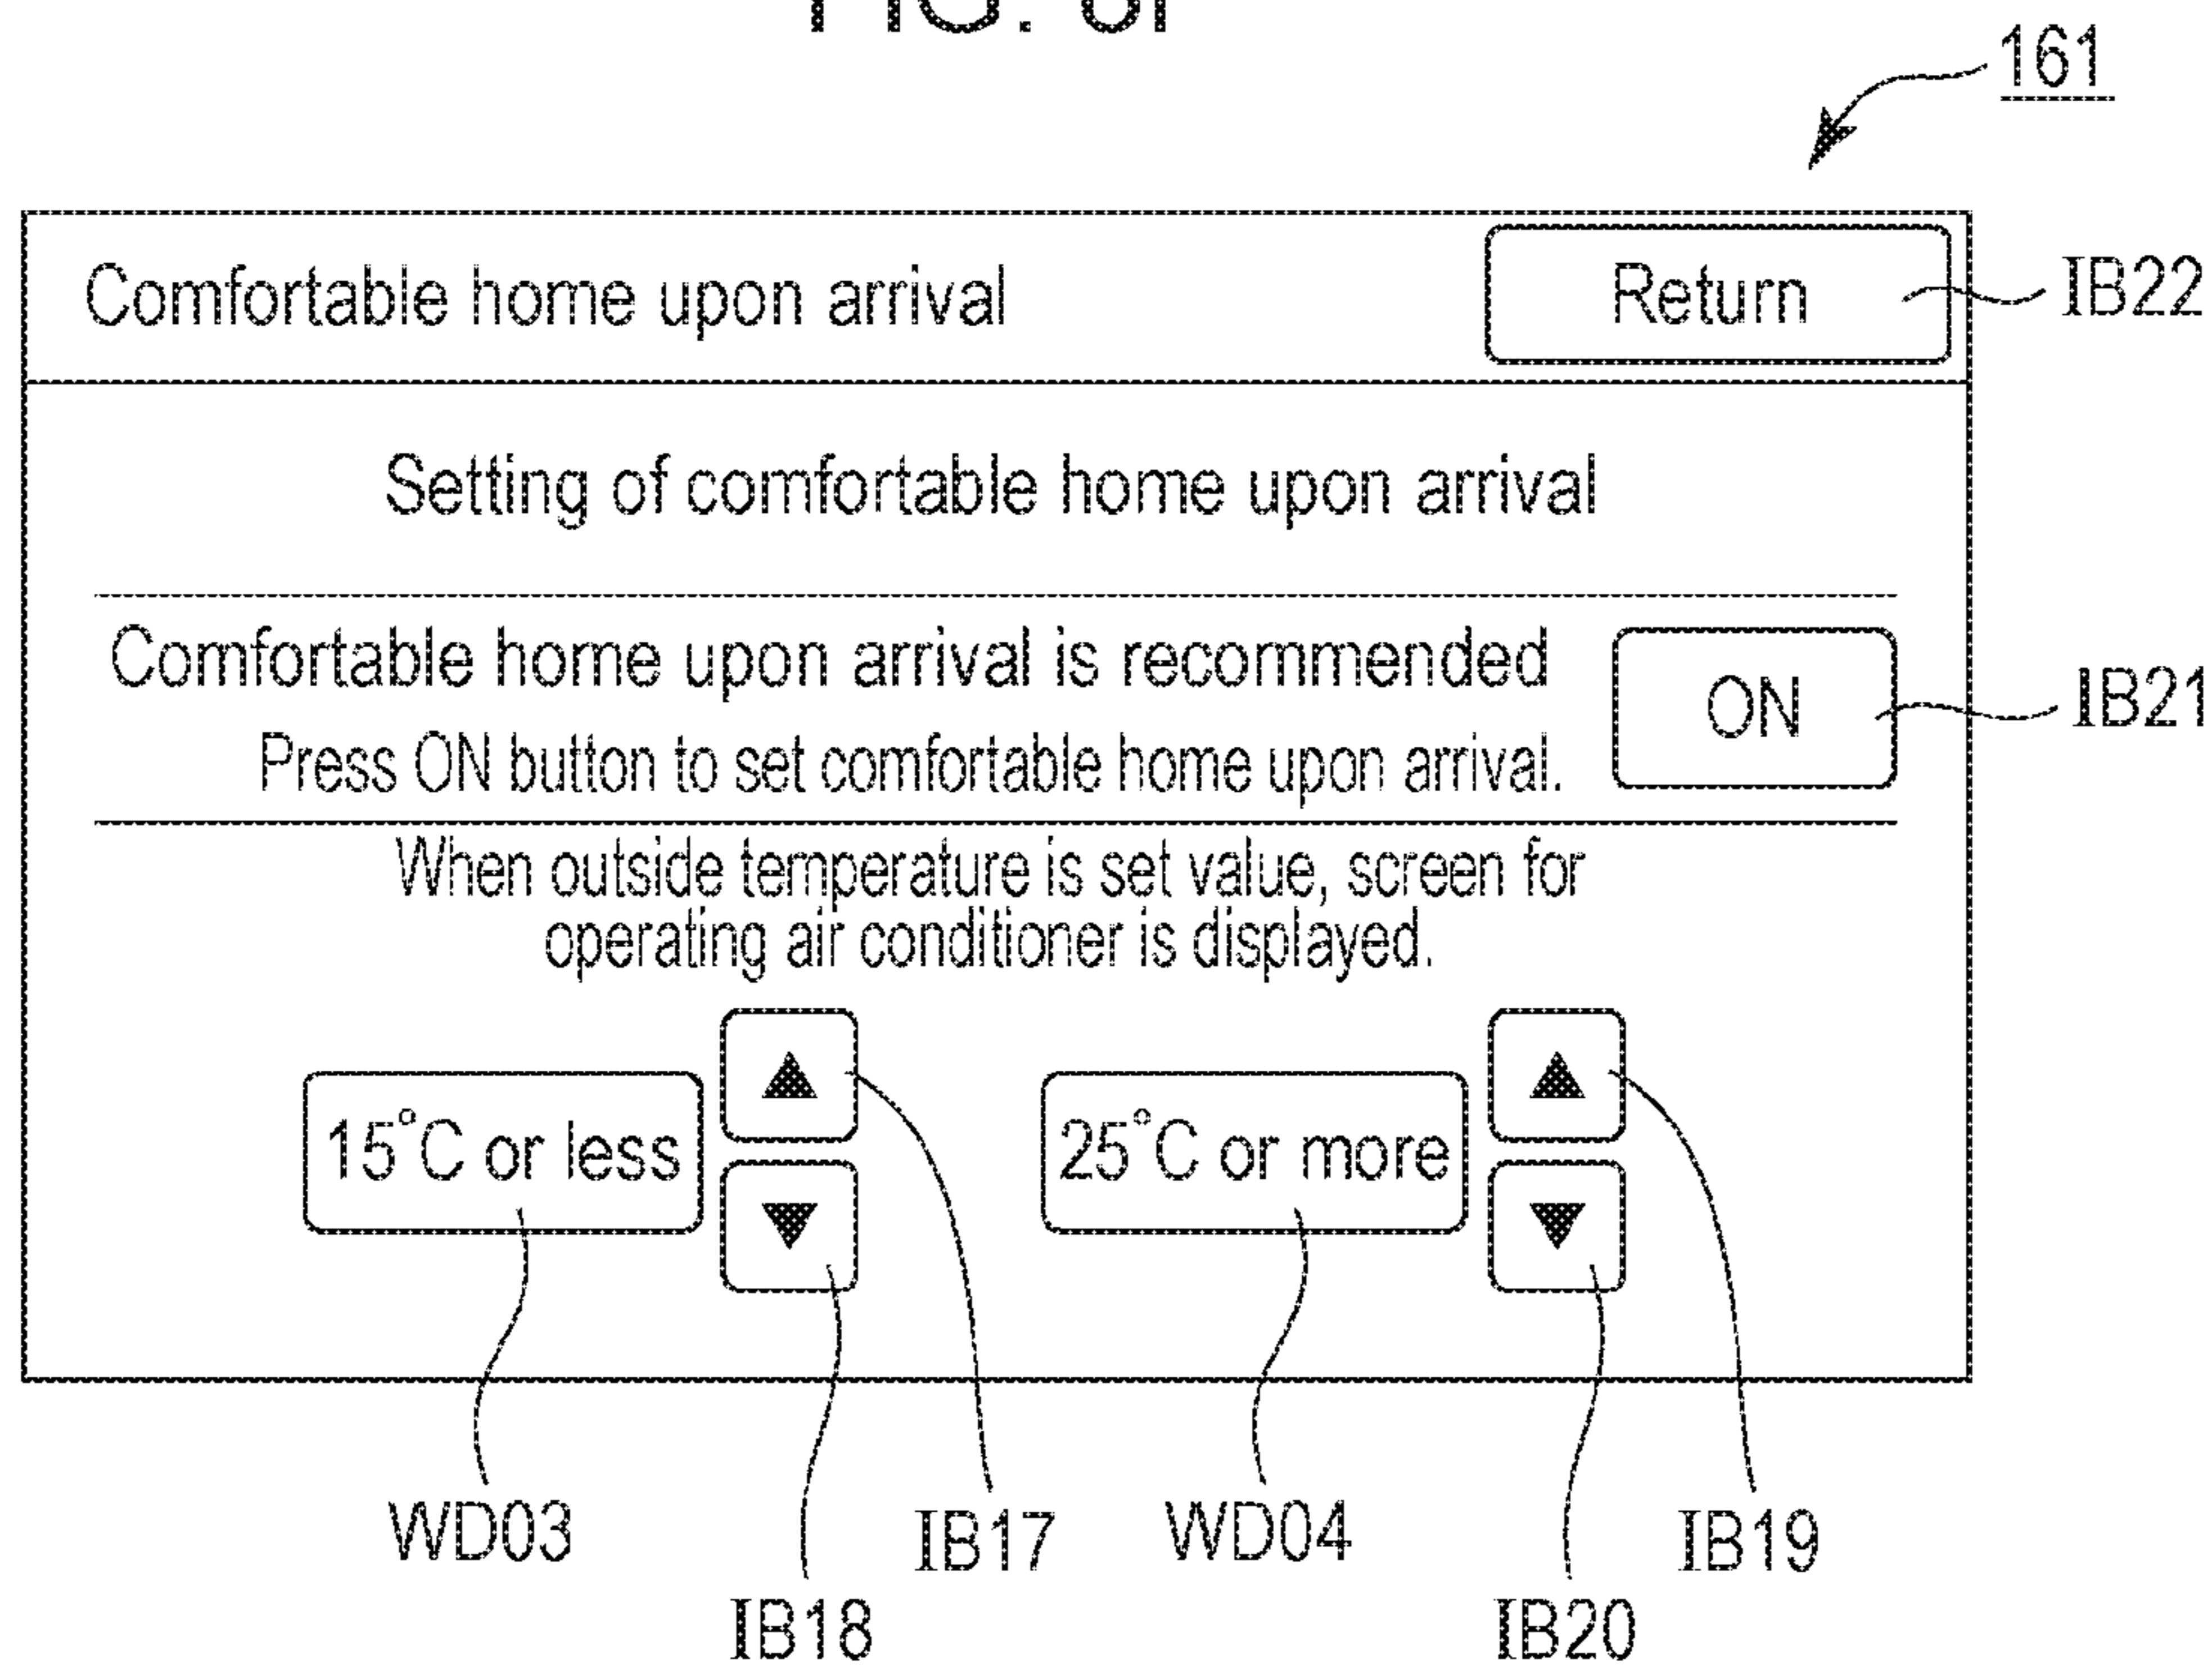 161
Comfortable home upon arrival
Return
IB22
Setting of comfortable home upon arrival
Comfortable home upon arrival is recommended
Press ON button to set comfortable home upon arrival.
ON
IB21
When outside temperature is set value, screen for
operating air conditioner is displayed.
▲
▲
15°C or less
25°C or more
▼
▼
WD03
IB17
WD04
IB19
IB18
IB20